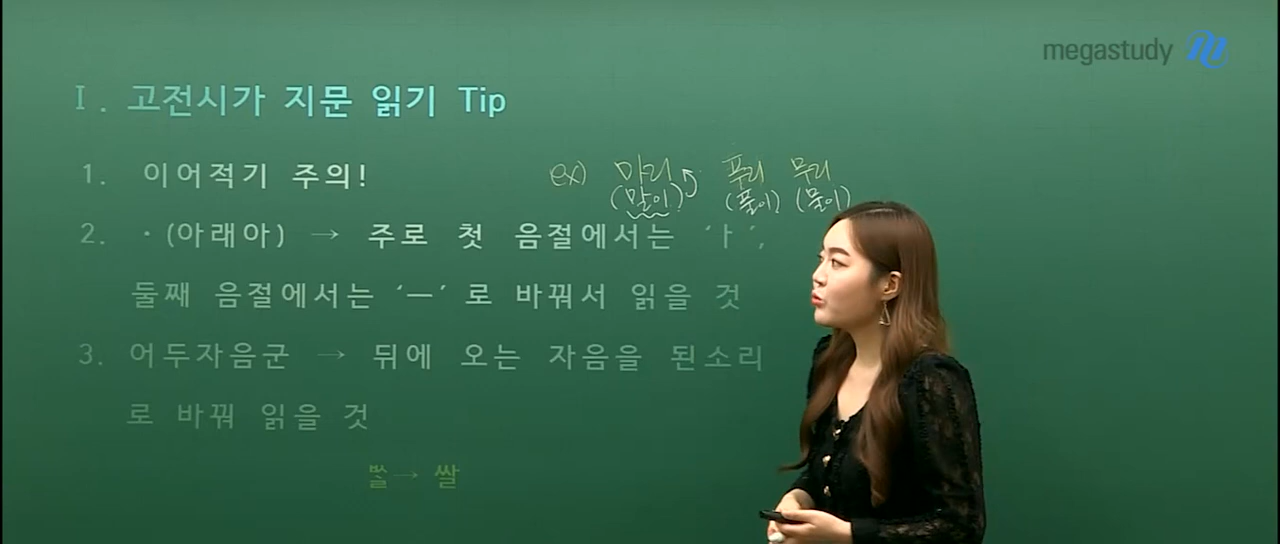 megastudy
Ⅰ. 고전시가 지문 읽기 Tip
1. 이어적기 주의!
ex) 마리 푸리 무리
(말이) (풀이) (물이)
2. ·(아래아) → 주로 첫 음절에서는 ‘ㅏ’,
둘째 음절에서는 ‘ㅡ’로 바꿔서 읽을 것
3. 어두자음군 → 뒤에 오는 자음을 된소리
로 바꿔 읽을 것
→ 쌀